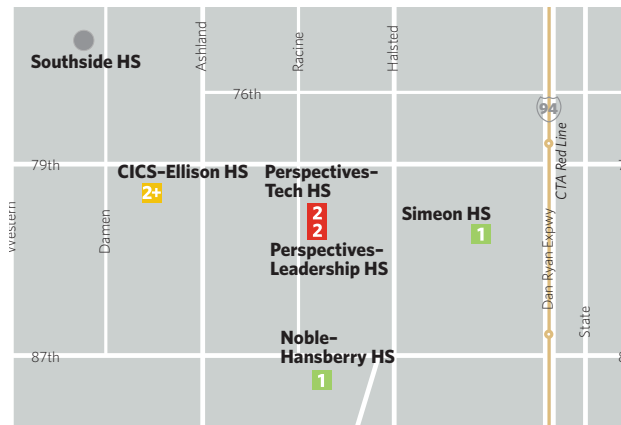 Southside HS
Ashland
Racine
Halsted
76th
94
CTA Red Line
79th
CICS–Ellison HS
2+
Perspectives–
Tech HS
2
2
Perspectives–
Leadership HS
Simeon HS
1
Western
Damen
Dan Ryan Expwy
State
87th
Noble–
Hansberry HS
1